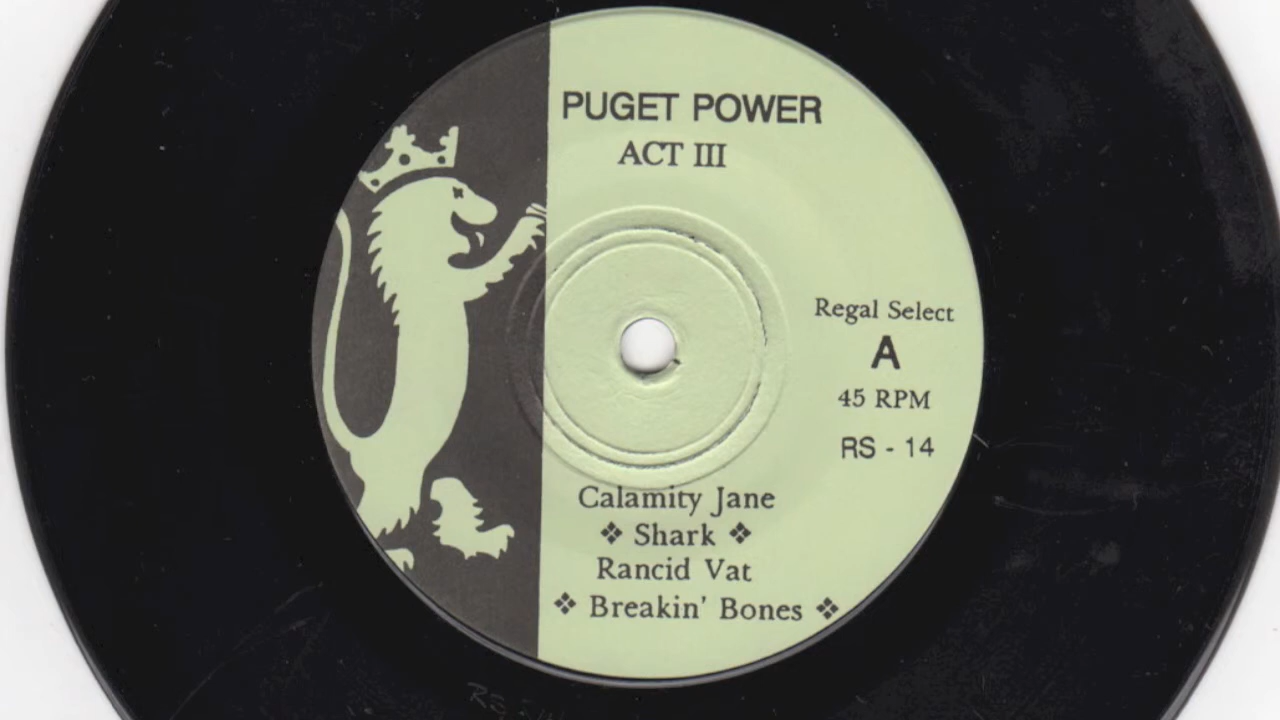 PUGET POWER
ACT III
Regal Select
A
45 RPM
RS - 14
Calamity Jane
❖ Shark ❖
Rancid Vat
❖ Breakin' Bones ❖